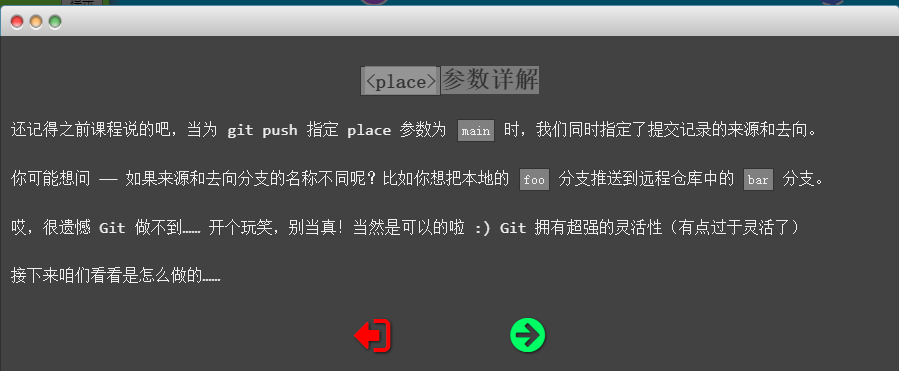 <place>参数详解
还记得之前课程说的吧，当为 git push 指定 place 参数为 main 时，我们同时指定了提交记录的来源和去向。
你可能想问 —— 如果来源和去向分支的名称不同呢？比如你想把本地的 foo 分支推送到远程仓库中的 bar 分支。
哎，很遗憾 Git 做不到…… 开个玩笑，别当真！当然是可以的啦 :) Git 拥有超强的灵活性（有点过于灵活了）
接下来咱们看看是怎么做的……